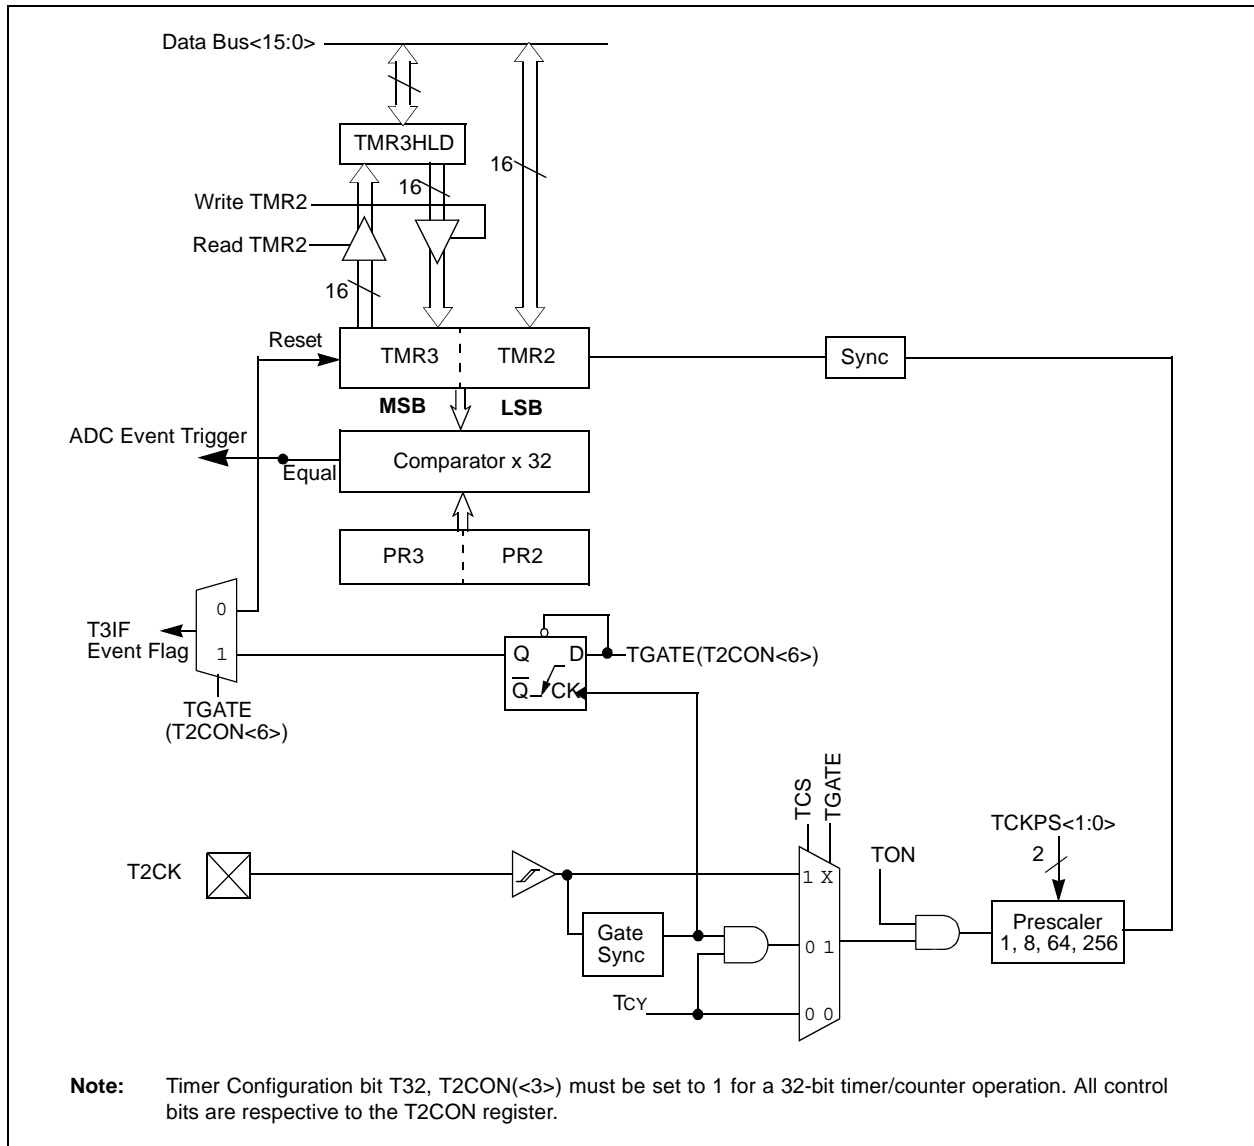 Data Bus<15:0>
TMR3HLD
16
16
Write TMR2
Read TMR2
16
Reset
TMR3
TMR2
Sync
MSB
LSB
ADC Event Trigger
Equal
Comparator x 32
PR3
PR2
0
T3IF
Event Flag
1
Q
D
TGATE(T2CON<6>)
Q
CK
TGATE
(T2CON<6>)
TCS
TGATE
TCKPS<1:0>
2
TON
T2CK
1 X
Prescaler
1, 8, 64, 256
Gate
Sync
0 1
TCY
0 0
Note: Timer Configuration bit T32, T2CON(<3>) must be set to 1 for a 32-bit timer/counter operation. All control
bits are respective to the T2CON register.